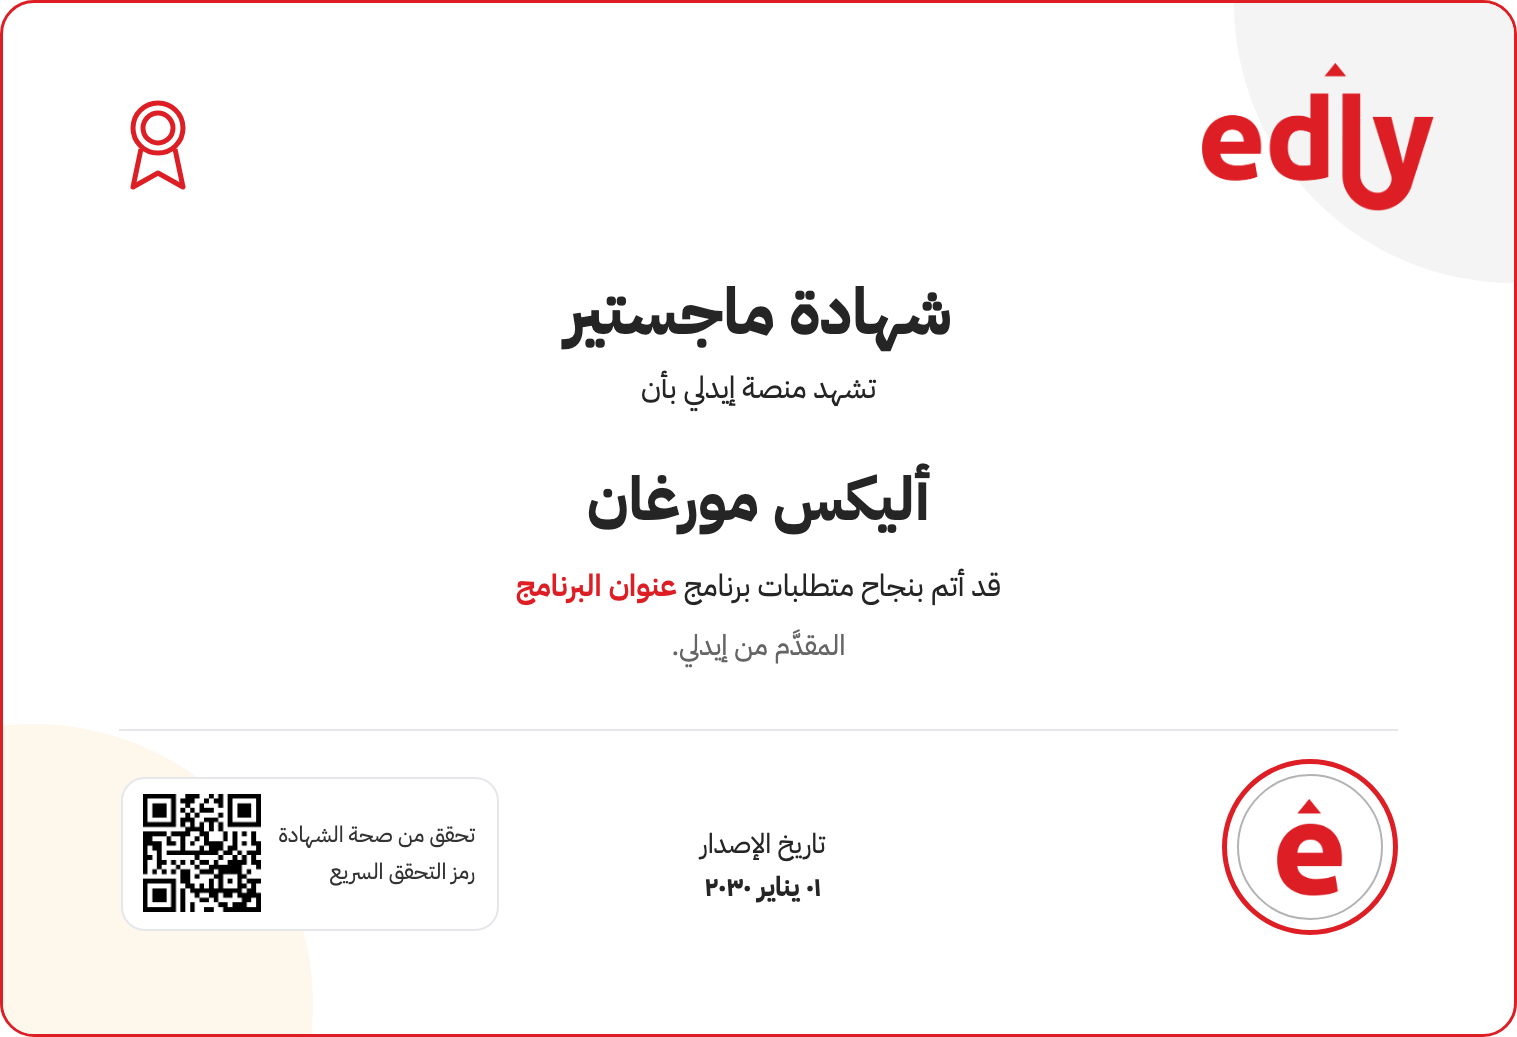 edly
شهادة ماجستير
تشهد منصة إيدلي بأن
أليكس مورغان
قد أتم بنجاح متطلبات برنامج عنوان البرنامج
المقدَّم من إيدلي.
تحقق من صحة الشهادة
رمز التحقق السريع
تاريخ الإصدار
٠١ يناير ٢٠٣٠
ê